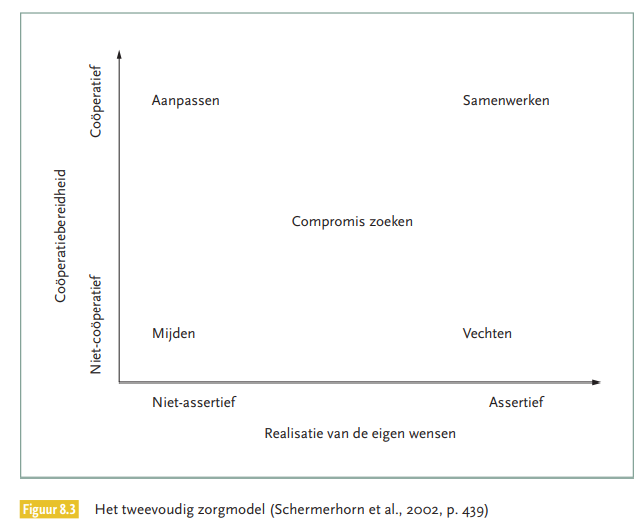 Coöperatief
Aanpassen
Samenwerken
Coöperatiebereidheid
Compromis zoeken
Niet-coöperatief
Mijden
Vechten
Niet-assertief
Assertief
Realisatie van de eigen wensen
Figuur 8.3 Het tweevoudig zorgmodel (Schermerhorn et al., 2002, p. 439)